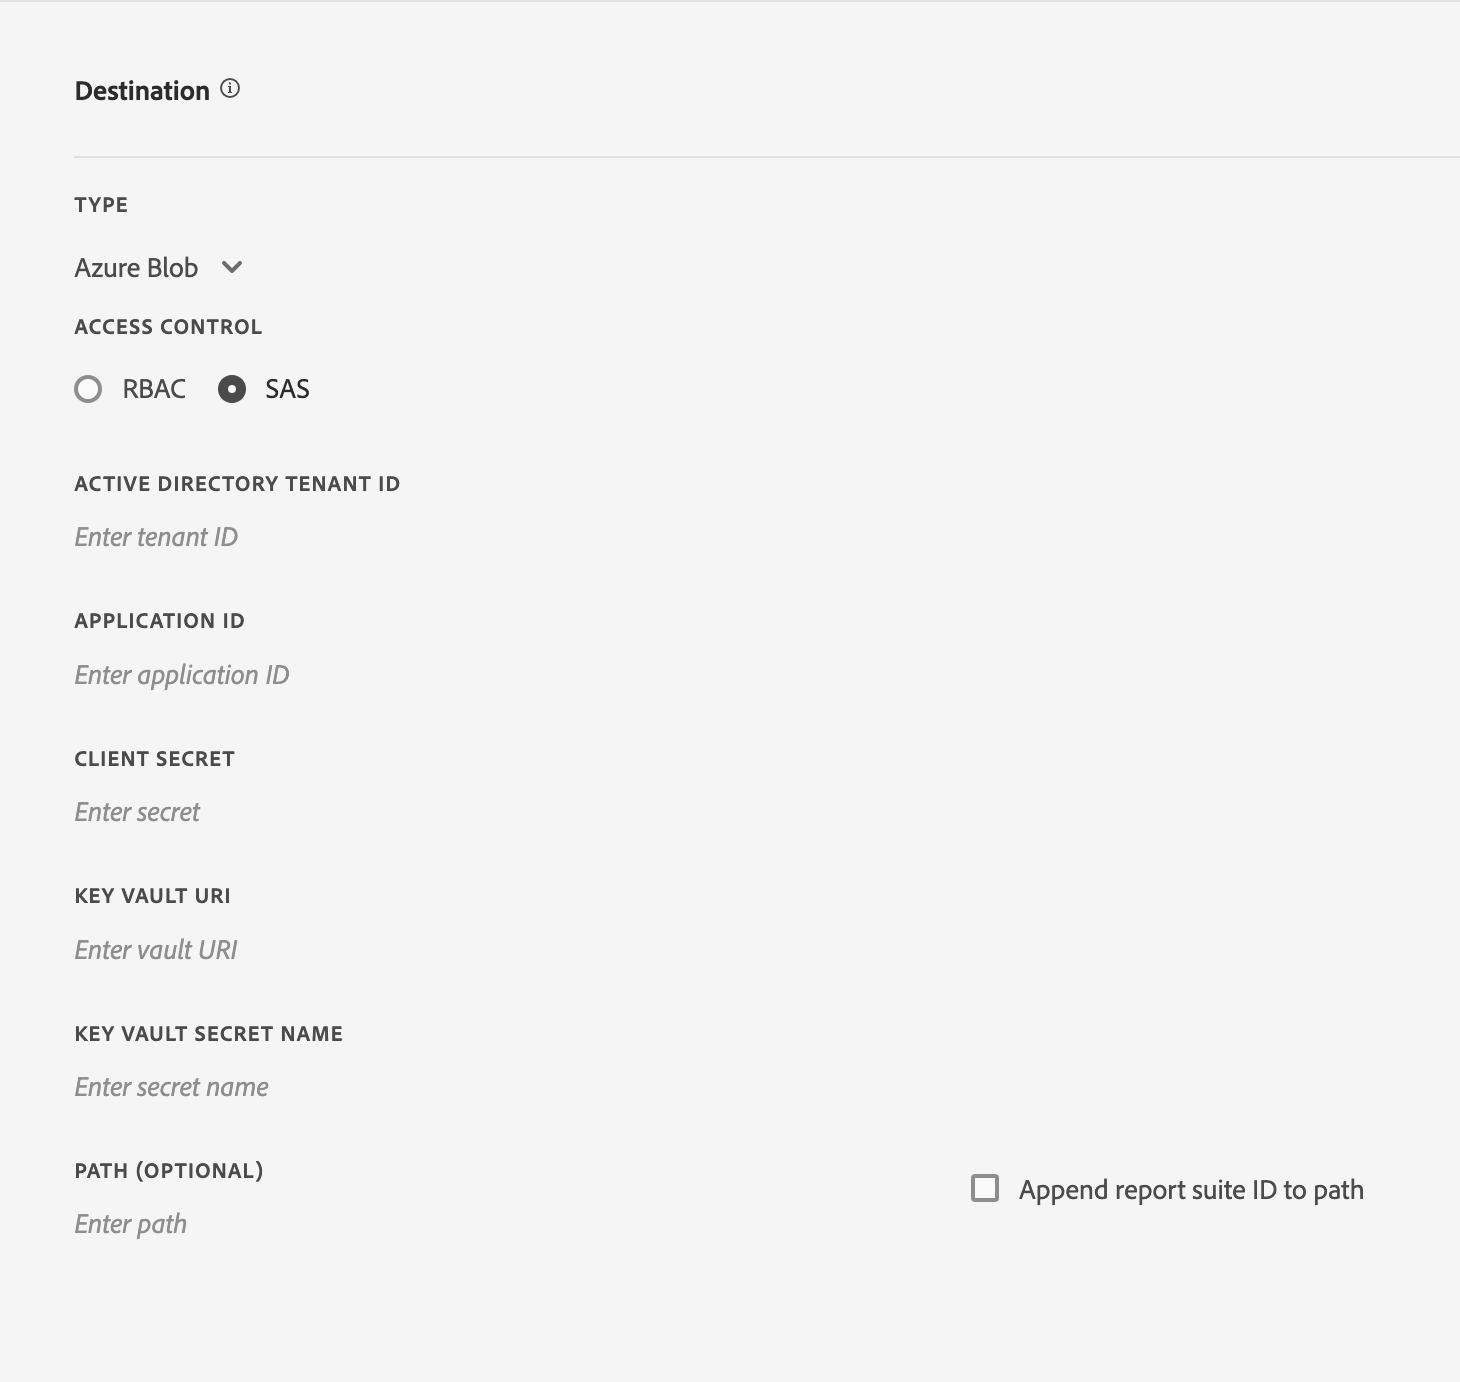 Destination
TYPE
Azure Blob
ACCESS CONTROL
RBAC SAS
ACTIVE DIRECTORY TENANT ID
Enter tenant ID
APPLICATION ID
Enter application ID
CLIENT SECRET
Enter secret
KEY VAULT URI
Enter vault URI
KEY VAULT SECRET NAME
Enter secret name
PATH (OPTIONAL)
Enter path
Append report suite ID to path